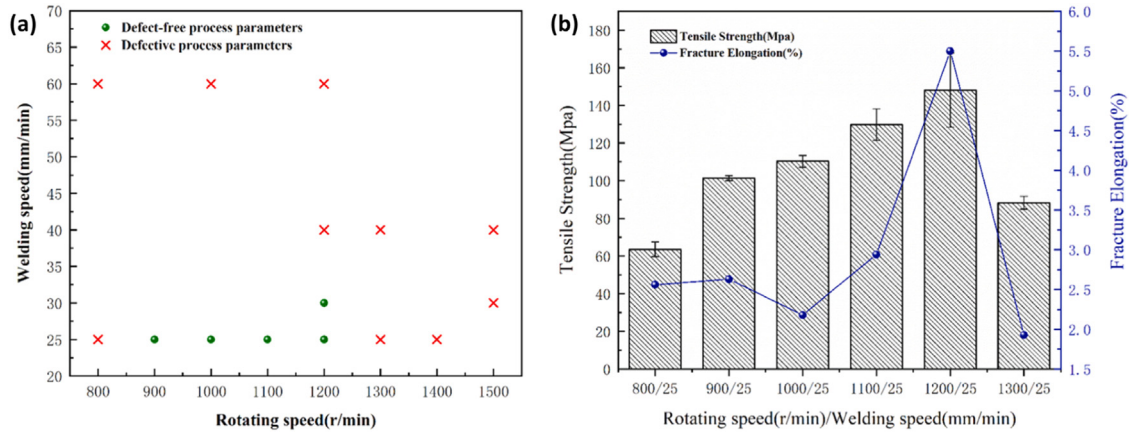 (a)
Defect-free process parameters
Defective process parameters
70
65
60
55
50
45
40
35
30
25
20
Welding speed(mm/min)
800 900 1000 1100 1200 1300 1400 1500
Rotating speed(r/min)
(b)
Tensile Strength(Mpa)
Fracture Elongation(%)
180
160
140
120
100
80
60
40
20
0
Tensile Strength(Mpa)
6.0
5.5
5.0
4.5
4.0
3.5
3.0
2.5
2.0
1.5
Fracture Elongation(%)
800/25 900/25 1000/25 1100/25 1200/25 1300/25
Rotating speed(r/min)/Welding speed(mm/min)